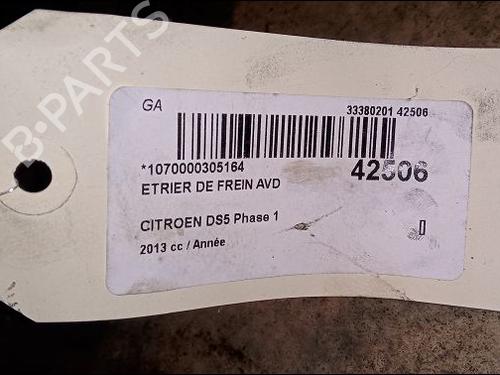 B-PARTS
GA
33380201 42506
*1070000305164
42506
ETRIER DE FREIN AVD
CITROEN DS5 Phase 1
2013 cc / Année